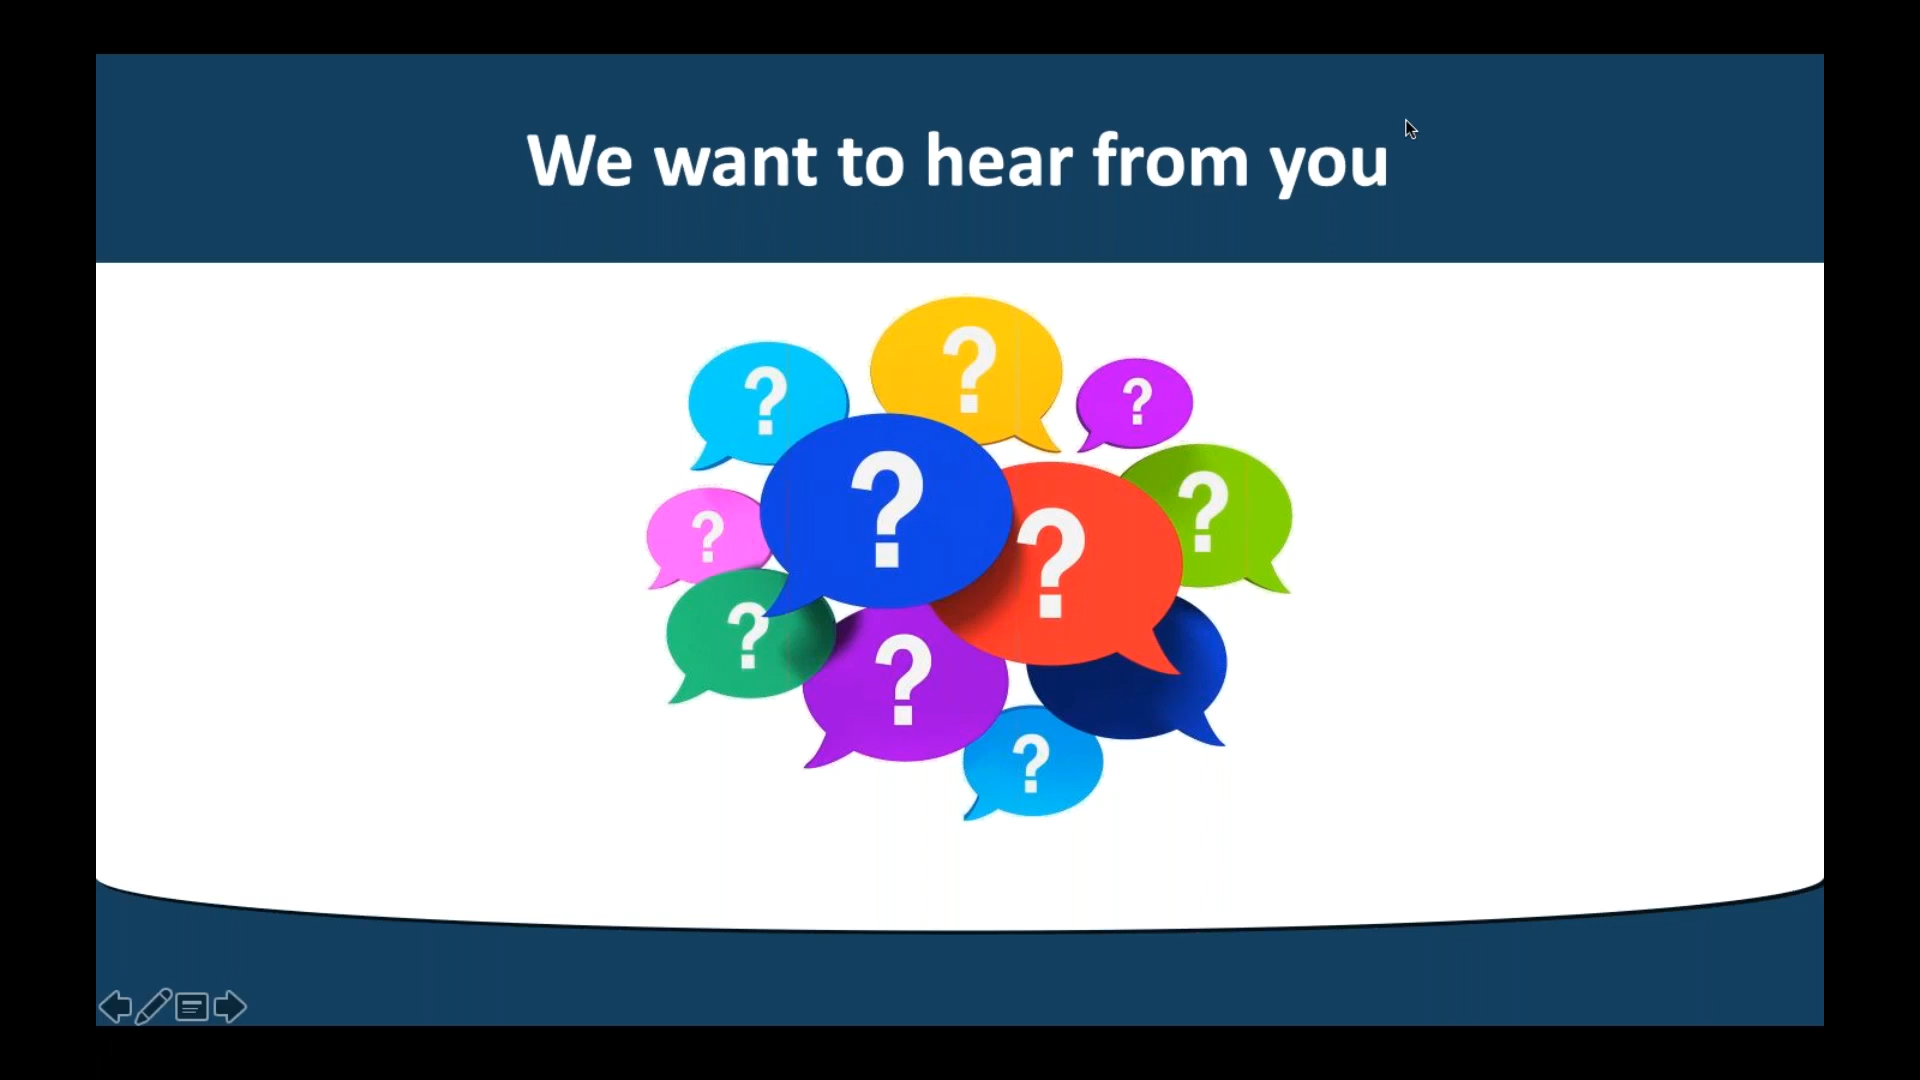 We want to hear from you
? ? ?
? ? ? ?
? ?
?